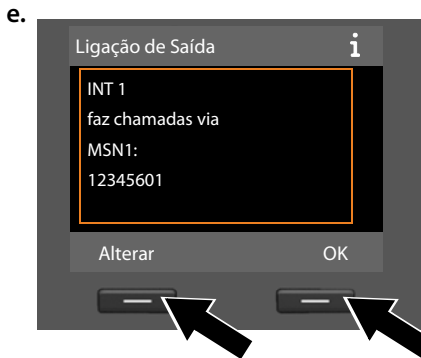 e.
Ligação de Saída i
INT 1
faz chamadas via
MSN1:
12345601
Alterar OK